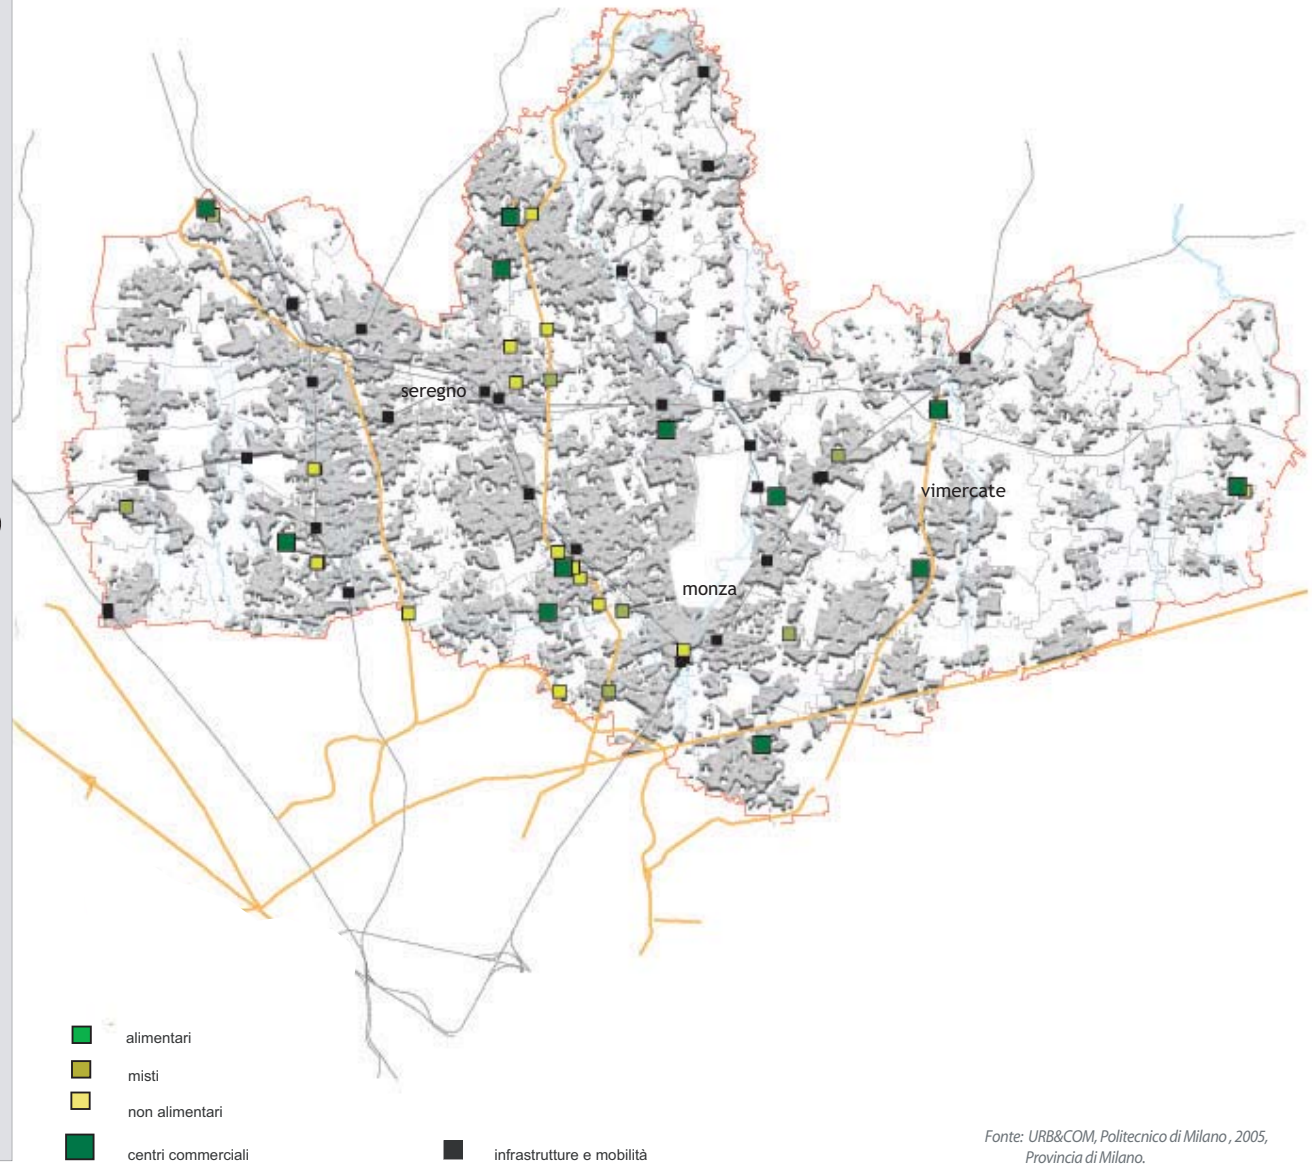 seregno
vimercate
monza
alimentari
misti
non alimentari
centri commerciali
infrastrutture e mobilità
Fonte: URB&COM, Politecnico di Milano , 2005,
Provincia di Milano.